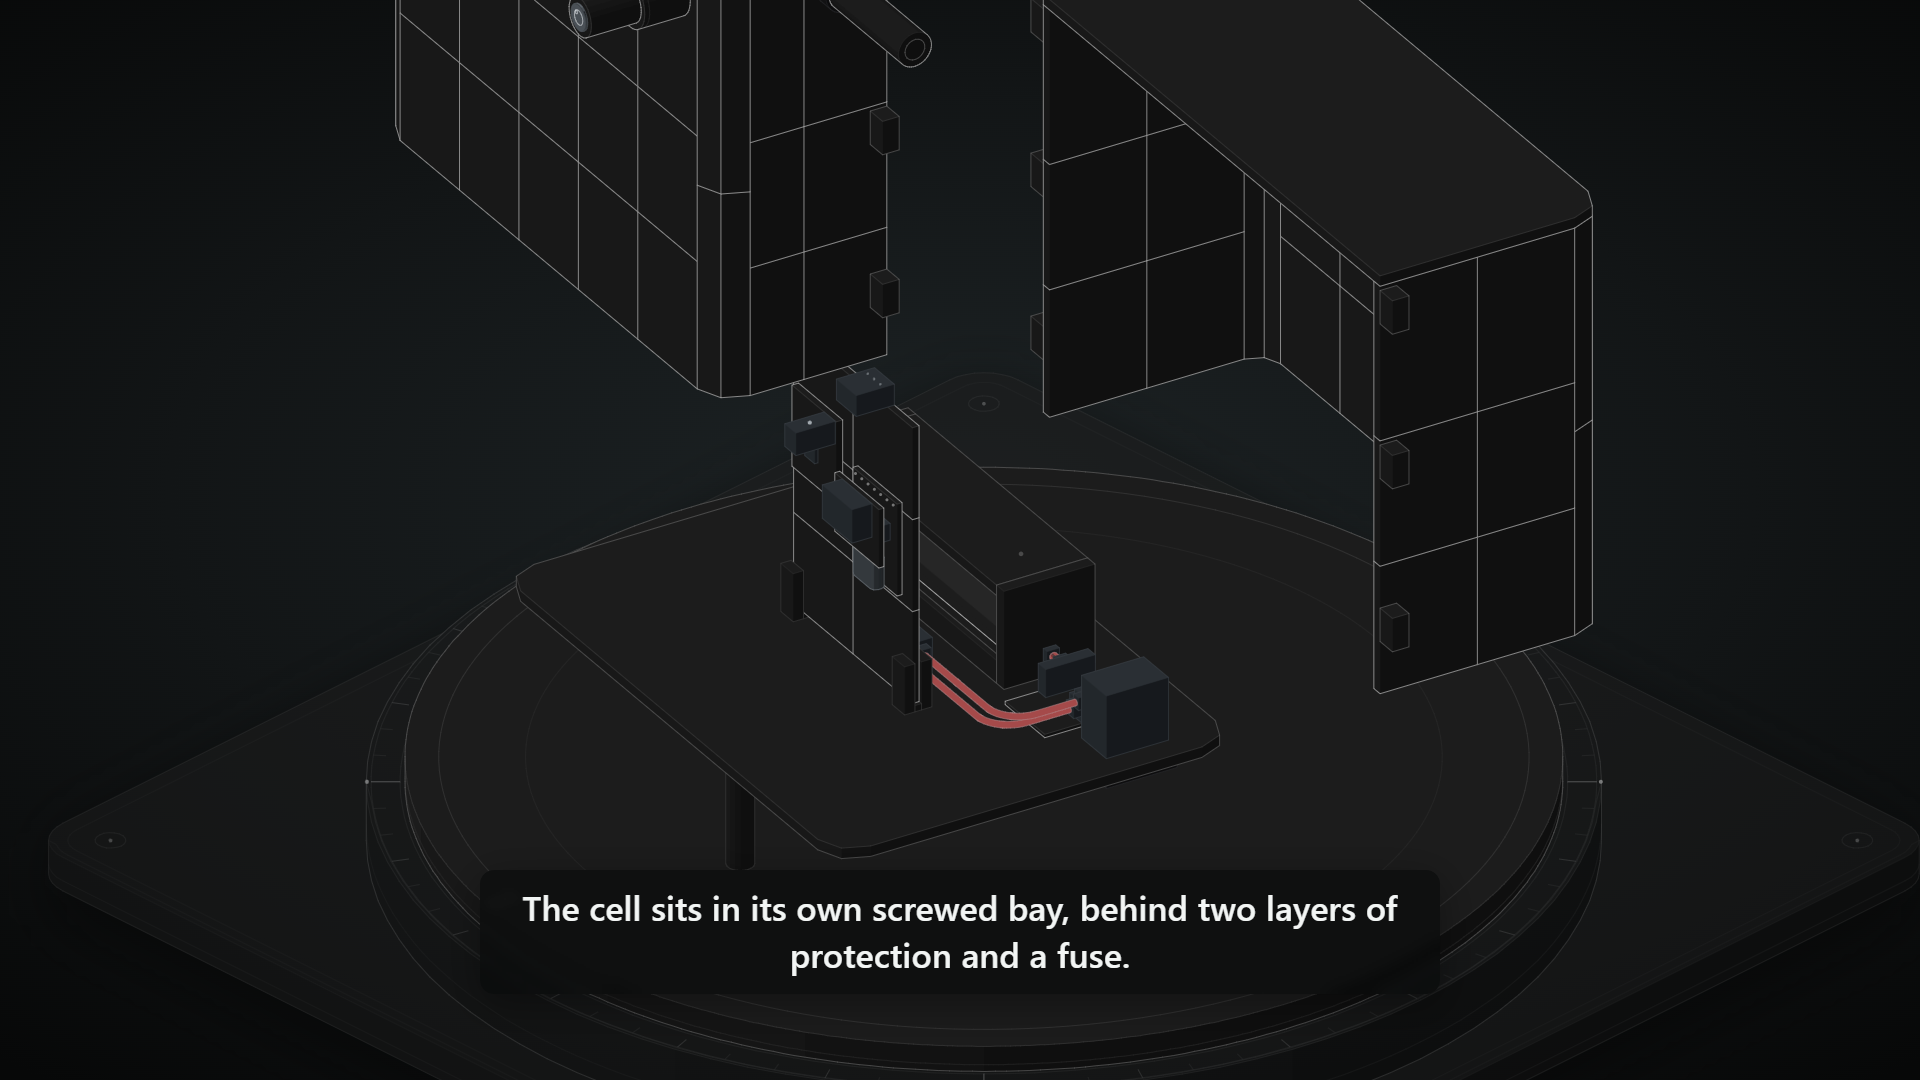 The cell sits in its own screwed bay, behind two layers of
protection and a fuse.